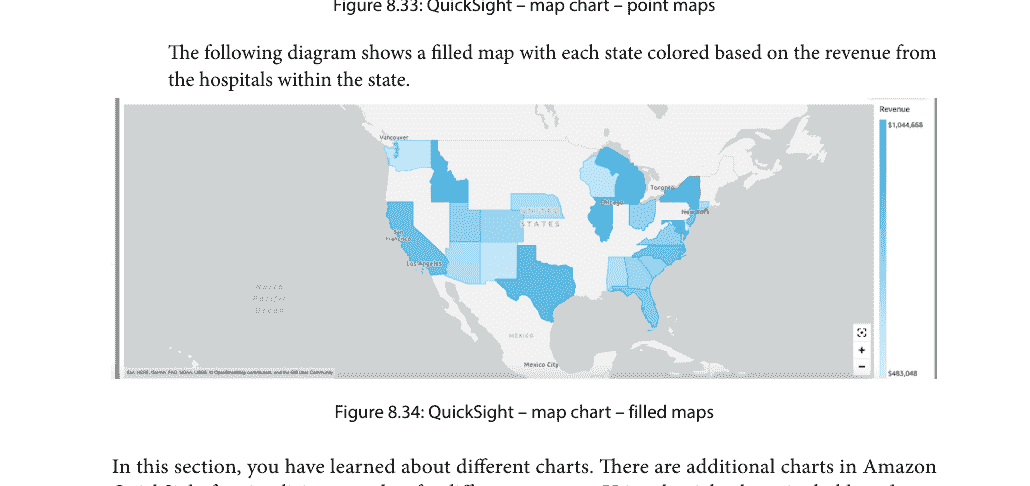 Figure 8.33: QuickSight – map chart – point maps
The following diagram shows a filled map with each state colored based on the revenue from
the hospitals within the state.
Revenue
$1,044,668
Vancouver
Toronto
Chicago
New York
UNITED
STATES
San
Francisco
Los Angeles
North
Pacific
Ocean
MÉXICO
Mexico City
$483,048
Figure 8.34: QuickSight – map chart – filled maps
In this section, you have learned about different charts. There are additional charts in Amazon